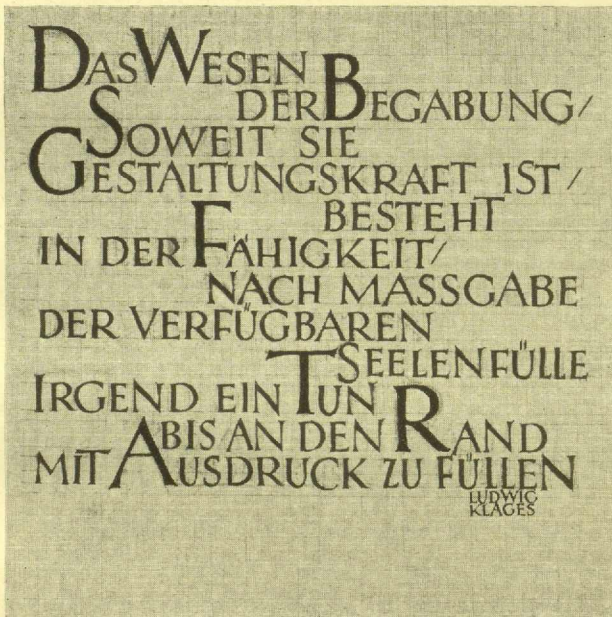 DAS WESEN
DER BEGABUNG/
SOWEIT SIE
GESTALTUNGSKRAFT IST/
BESTEHT
IN DER FÄHIGKEIT/
NACH MASSGABE
DER VERFÜGBAREN
SEELENFÜLLE
IRGEND EIN TUN
BIS AN DEN RAND
MIT AUSDRUCK ZU FÜLLEN
LUDWIG
KLAGES